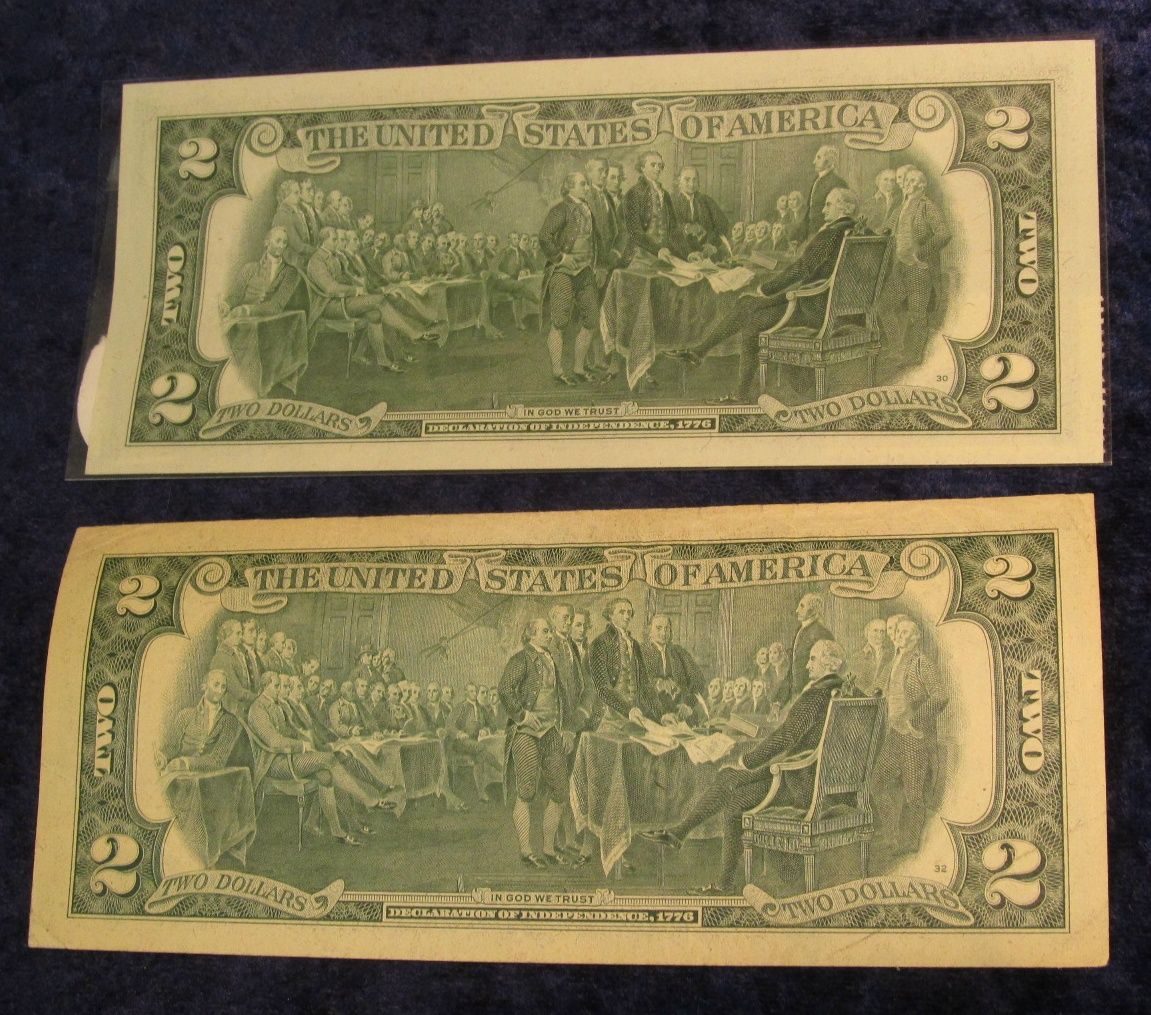 2 THE UNITED STATES OF AMERICA 2
TWO TWO
30
2 TWO DOLLARS IN GOD WE TRUST TWO DOLLARS 2
DECLARATION OF INDEPENDENCE, 1776
2 THE UNITED STATES OF AMERICA 2
TWO TWO
32
2 TWO DOLLARS IN GOD WE TRUST TWO DOLLARS 2
DECLARATION OF INDEPENDENCE, 1776